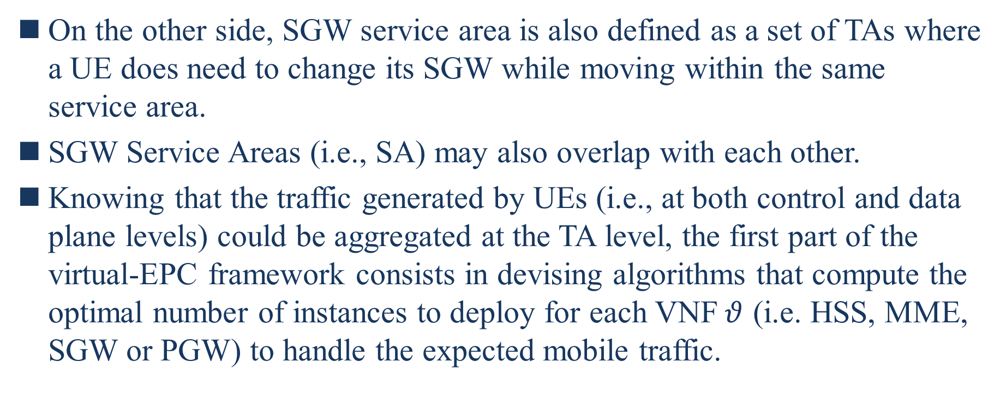 ■ On the other side, SGW service area is also defined as a set of TAs where
a UE does need to change its SGW while moving within the same
service area.
■ SGW Service Areas (i.e., SA) may also overlap with each other.
■ Knowing that the traffic generated by UEs (i.e., at both control and data
plane levels) could be aggregated at the TA level, the first part of the
virtual-EPC framework consists in devising algorithms that compute the
optimal number of instances to deploy for each VNF ϑ (i.e. HSS, MME,
SGW or PGW) to handle the expected mobile traffic.